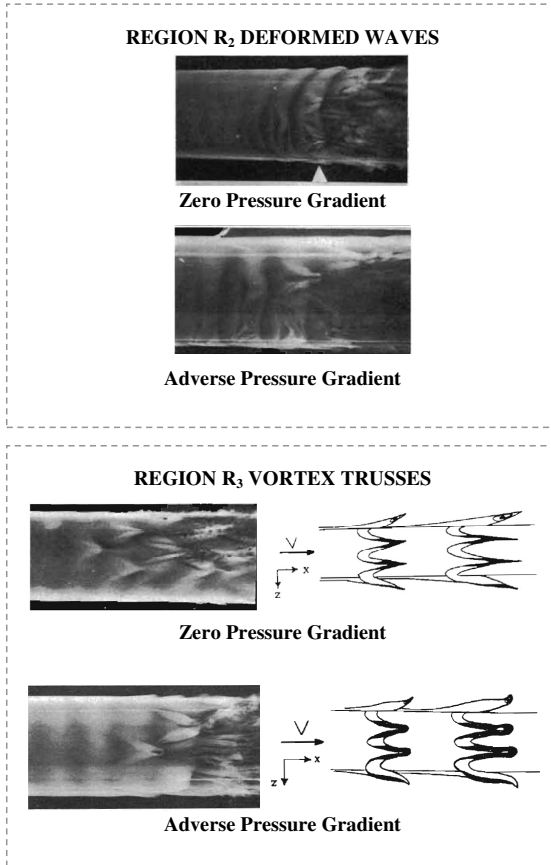 REGION R₂ DEFORMED WAVES
Zero Pressure Gradient
Adverse Pressure Gradient
REGION R₃ VORTEX TRUSSES
V
x
z
Zero Pressure Gradient
V
x
z
Adverse Pressure Gradient